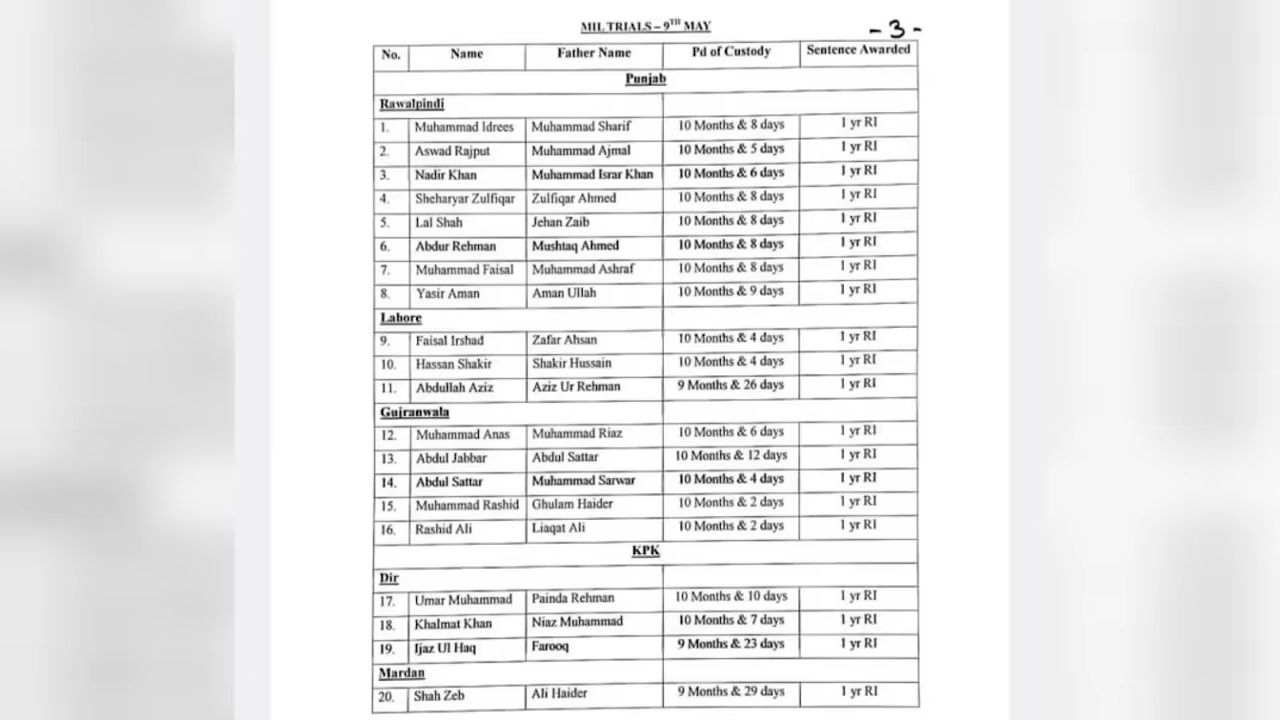 MIL TRIALS – 9TH MAY
- 3 -
No. Name Father Name Pd of Custody Sentence Awarded
Punjab
Rawalpindi
1. Muhammad Idrees Muhammad Sharif 10 Months & 8 days 1 yr RI
2. Aswad Rajput Muhammad Ajmal 10 Months & 5 days 1 yr RI
3. Nadir Khan Muhammad Israr Khan 10 Months & 6 days 1 yr RI
4. Sheharyar Zulfiqar Zulfiqar Ahmed 10 Months & 8 days 1 yr RI
5. Lal Shah Jehan Zaib 10 Months & 8 days 1 yr RI
6. Abdur Rehman Mushtaq Ahmed 10 Months & 8 days 1 yr RI
7. Muhammad Faisal Muhammad Ashraf 10 Months & 8 days 1 yr RI
8. Yasir Aman Aman Ullah 10 Months & 9 days 1 yr RI
Lahore
9. Faisal Irshad Zafar Ahsan 10 Months & 4 days 1 yr RI
10. Hassan Shakir Shakir Hussain 10 Months & 4 days 1 yr RI
11. Abdullah Aziz Aziz Ur Rehman 9 Months & 26 days 1 yr RI
Gujranwala
12. Muhammad Anas Muhammad Riaz 10 Months & 6 days 1 yr RI
13. Abdul Jabbar Abdul Sattar 10 Months & 12 days 1 yr RI
14. Abdul Sattar Muhammad Sarwar 10 Months & 4 days 1 yr RI
15. Muhammad Rashid Ghulam Haider 10 Months & 2 days 1 yr RI
16. Rashid Ali Liaqat Ali 10 Months & 2 days 1 yr RI
KPK
Dir
17. Umar Muhammad Painda Rehman 10 Months & 10 days 1 yr RI
18. Khalmat Khan Niaz Muhammad 10 Months & 7 days 1 yr RI
19. Ijaz Ul Haq Farooq 9 Months & 23 days 1 yr RI
Mardan
20. Shah Zeb Ali Haider 9 Months & 29 days 1 yr RI